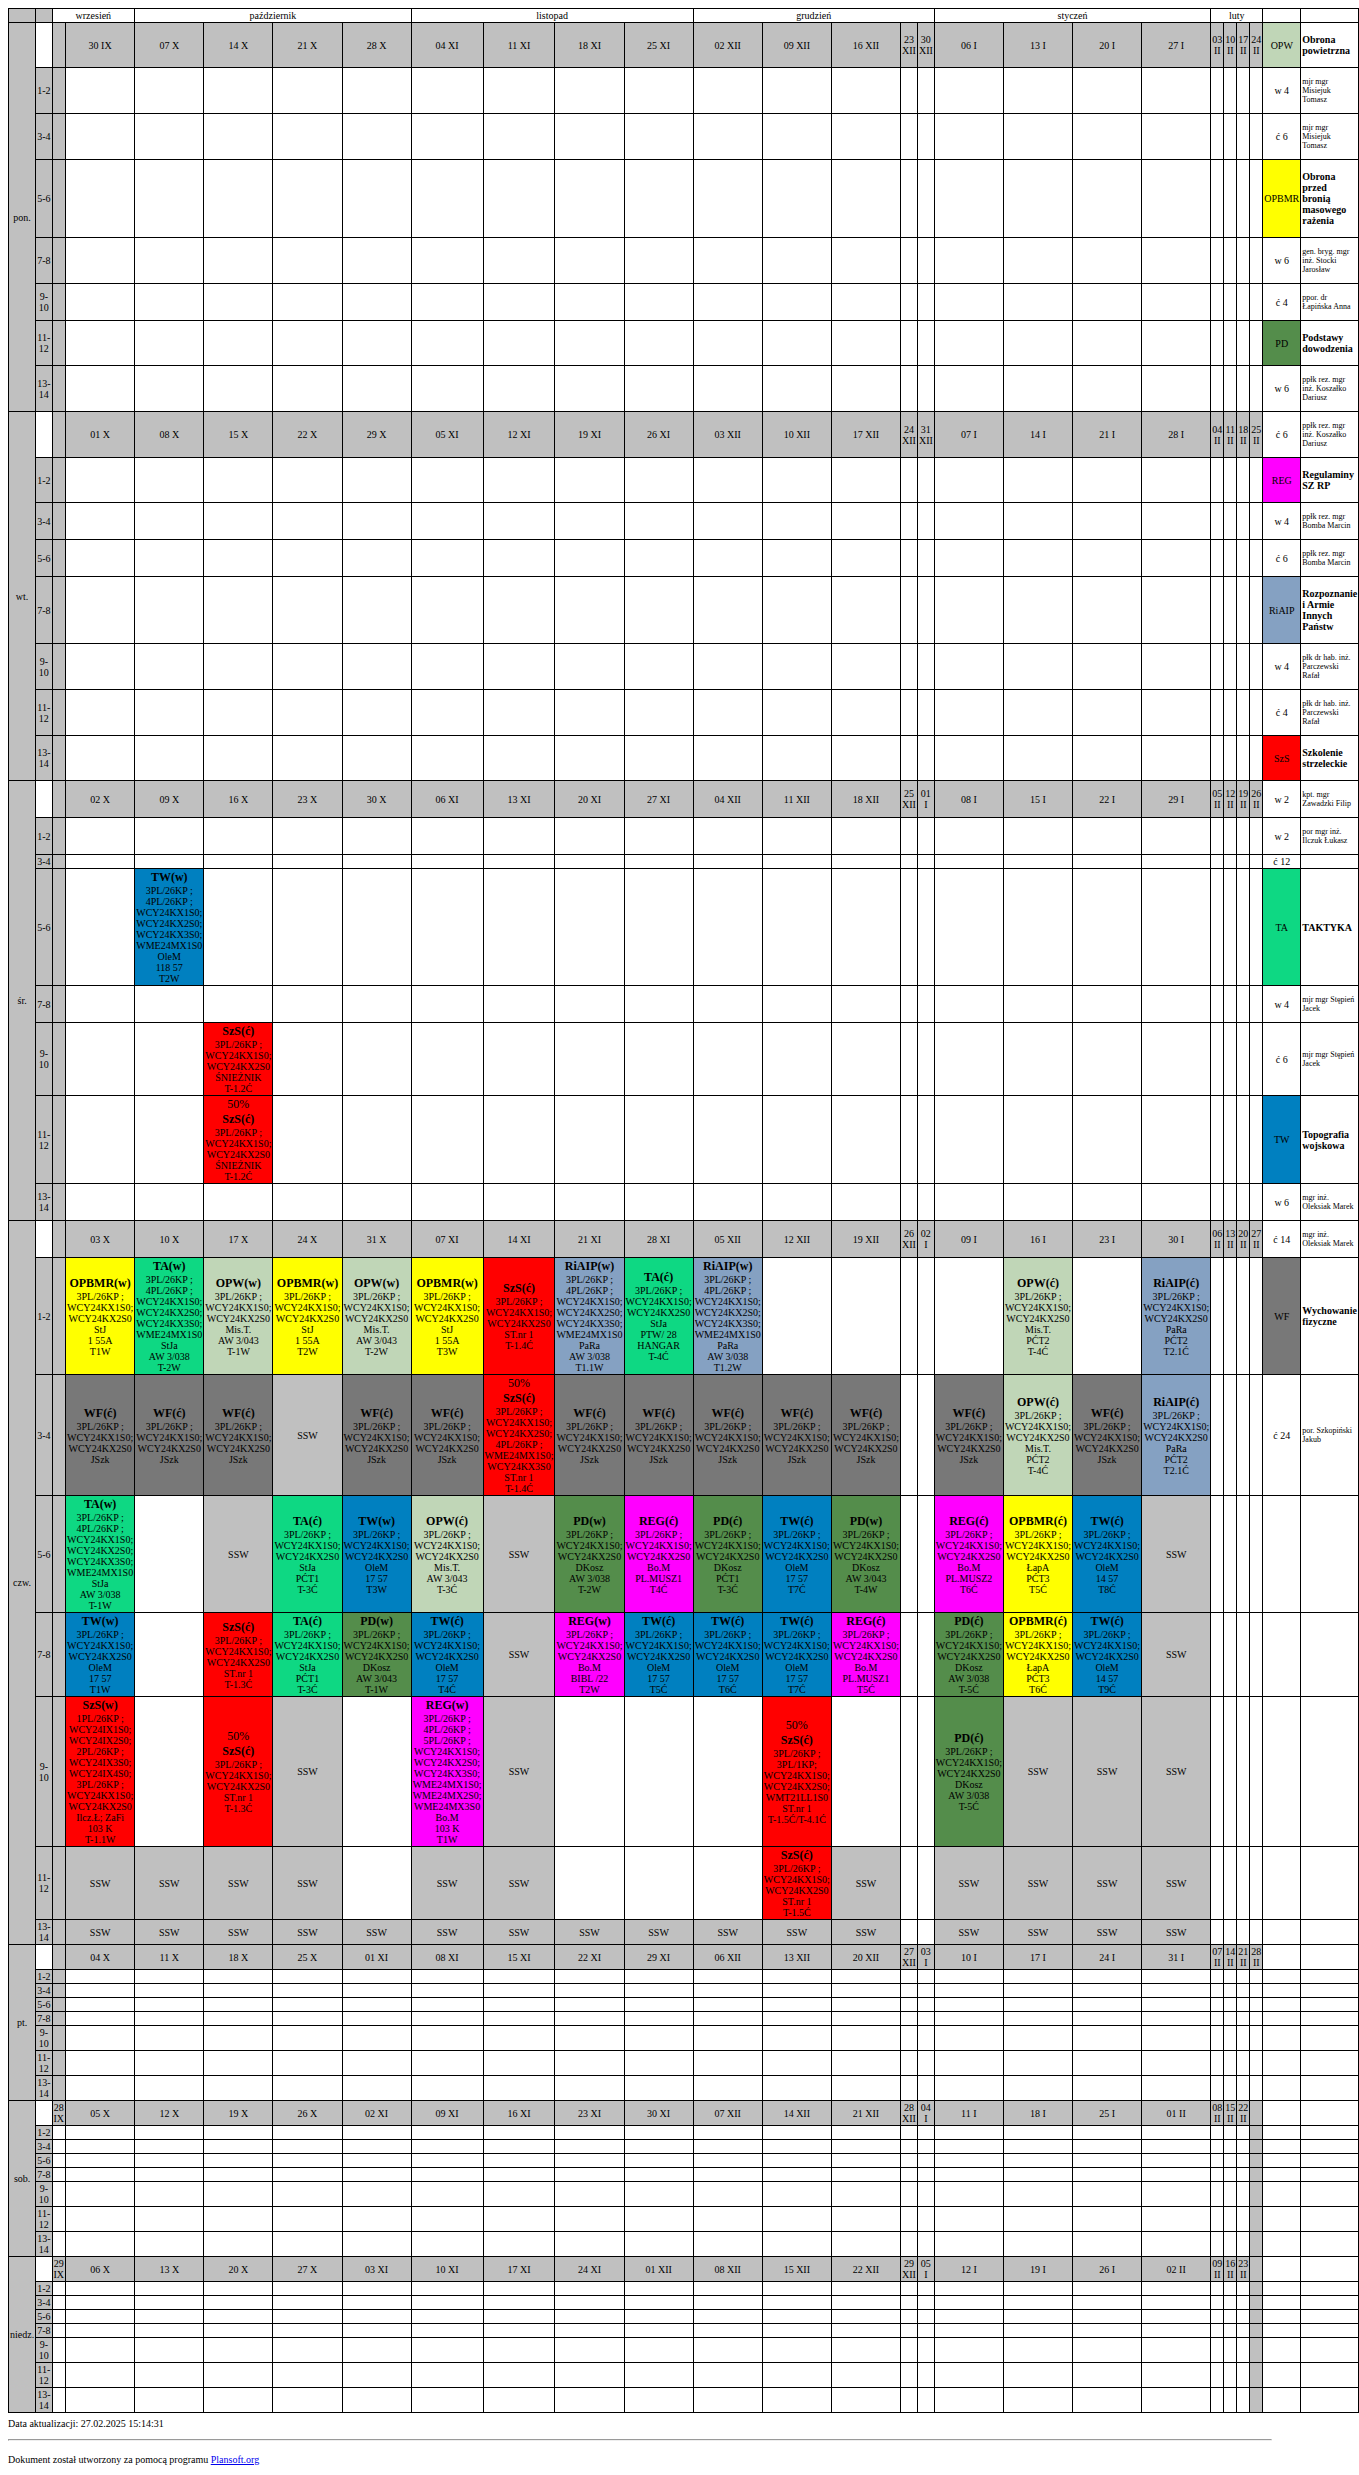 wrzesień październik listopad grudzień styczeń luty
pon.
30 IX 07 X 14 X 21 X 28 X 04 XI 11 XI 18 XI 25 XI 02 XII 09 XII 16 XII 23 XII 30 XII 06 I 13 I 20 I 27 I 03 II 10 II 17 II 24 II OPW Obrona powietrzna
1-2 w 4 mjr mgr Misiejuk Tomasz
3-4 ć 6 mjr mgr Misiejuk Tomasz
5-6 OPBMR Obrona przed bronią masowego rażenia
7-8 w 6 gen. bryg. mgr inż. Stocki Jarosław
9-10 ć 4 ppor. dr Łapińska Anna
11-12 PD Podstawy dowodzenia
13-14 w 6 ppłk rez. mgr inż. Koszałko Dariusz
wt.
01 X 08 X 15 X 22 X 29 X 05 XI 12 XI 19 XI 26 XI 03 XII 10 XII 17 XII 24 XII 31 XII 07 I 14 I 21 I 28 I 04 II 11 II 18 II 25 II ć 6 ppłk rez. mgr inż. Koszałko Dariusz
1-2 REG Regulaminy SZ RP
3-4 w 4 ppłk rez. mgr Bomba Marcin
5-6 ć 6 ppłk rez. mgr Bomba Marcin
7-8 RiAIP Rozpoznanie i Armie Innych Państw
9-10 w 4 płk dr hab. inż. Parczewski Rafał
11-12 ć 4 płk dr hab. inż. Parczewski Rafał
13-14 SzS Szkolenie strzeleckie
śr.
02 X 09 X 16 X 23 X 30 X 06 XI 13 XI 20 XI 27 XI 04 XII 11 XII 18 XII 25 XII 01 I 08 I 15 I 22 I 29 I 05 II 12 II 19 II 26 II w 2 kpt. mgr Zawadzki Filip
1-2 w 2 por mgr inż. Ilczuk Łukasz
3-4 ć 12
5-6 TW(w) 3PL/26KP ; 4PL/26KP ; WCY24KX1S0; WCY24KX2S0; WCY24KX3S0; WME24MX1S0 OleM 118 57 T2W TA TAKTYKA
7-8 w 4 mjr mgr Stępień Jacek
9-10 SzS(ć) 3PL/26KP ; WCY24KX1S0; WCY24KX2S0 ŚNIEŻNIK T-1.2Ć ć 6 mjr mgr Stępień Jacek
11-12 50% SzS(ć) 3PL/26KP ; WCY24KX1S0; WCY24KX2S0 ŚNIEŻNIK T-1.2Ć TW Topografia wojskowa
13-14 w 6 mgr inż. Oleksiak Marek
czw.
03 X 10 X 17 X 24 X 31 X 07 XI 14 XI 21 XI 28 XI 05 XII 12 XII 19 XII 26 XII 02 I 09 I 16 I 23 I 30 I 06 II 13 II 20 II 27 II ć 14 mgr inż. Oleksiak Marek
1-2
OPBMR(w) 3PL/26KP ; WCY24KX1S0; WCY24KX2S0 StJ 1 55A T1W
TA(w) 3PL/26KP ; 4PL/26KP ; WCY24KX1S0; WCY24KX2S0; WCY24KX3S0; WME24MX1S0 StJa AW 3/038 T-2W
OPW(w) 3PL/26KP ; WCY24KX1S0; WCY24KX2S0 Mis.T. AW 3/043 T-1W
OPBMR(w) 3PL/26KP ; WCY24KX1S0; WCY24KX2S0 StJ 1 55A T2W
OPW(w) 3PL/26KP ; WCY24KX1S0; WCY24KX2S0 Mis.T. AW 3/043 T-2W
OPBMR(w) 3PL/26KP ; WCY24KX1S0; WCY24KX2S0 StJ 1 55A T3W
SzS(ć) 3PL/26KP ; WCY24KX1S0; WCY24KX2S0 ST.nr 1 T-1.4Ć
RiAIP(w) 3PL/26KP ; 4PL/26KP ; WCY24KX1S0; WCY24KX2S0; WCY24KX3S0; WME24MX1S0 PaRa AW 3/038 T1.1W
TA(ć) 3PL/26KP ; WCY24KX1S0; WCY24KX2S0 StJa PTW/ 28 HANGAR T-4Ć
RiAIP(w) 3PL/26KP ; 4PL/26KP ; WCY24KX1S0; WCY24KX2S0; WCY24KX3S0; WME24MX1S0 PaRa AW 3/038 T1.2W
OPW(ć) 3PL/26KP ; WCY24KX1S0; WCY24KX2S0 Mis.T. PĆT2 T-4Ć
RiAIP(ć) 3PL/26KP ; WCY24KX1S0; WCY24KX2S0 PaRa PĆT2 T2.1Ć
WF Wychowanie fizyczne
3-4
WF(ć) 3PL/26KP ; WCY24KX1S0; WCY24KX2S0 JSzk
WF(ć) 3PL/26KP ; WCY24KX1S0; WCY24KX2S0 JSzk
WF(ć) 3PL/26KP ; WCY24KX1S0; WCY24KX2S0 JSzk
SSW
WF(ć) 3PL/26KP ; WCY24KX1S0; WCY24KX2S0 JSzk
WF(ć) 3PL/26KP ; WCY24KX1S0; WCY24KX2S0 JSzk
50% SzS(ć) 3PL/26KP ; WCY24KX1S0; WCY24KX2S0; 4PL/26KP ; WME24MX1S0; WCY24KX3S0 ST.nr 1 T-1.4Ć
WF(ć) 3PL/26KP ; WCY24KX1S0; WCY24KX2S0 JSzk
WF(ć) 3PL/26KP ; WCY24KX1S0; WCY24KX2S0 JSzk
WF(ć) 3PL/26KP ; WCY24KX1S0; WCY24KX2S0 JSzk
WF(ć) 3PL/26KP ; WCY24KX1S0; WCY24KX2S0 JSzk
WF(ć) 3PL/26KP ; WCY24KX1S0; WCY24KX2S0 JSzk
WF(ć) 3PL/26KP ; WCY24KX1S0; WCY24KX2S0 JSzk
OPW(ć) 3PL/26KP ; WCY24KX1S0; WCY24KX2S0 Mis.T. PĆT2 T-4Ć
WF(ć) 3PL/26KP ; WCY24KX1S0; WCY24KX2S0 JSzk
RiAIP(ć) 3PL/26KP ; WCY24KX1S0; WCY24KX2S0 PaRa PĆT2 T2.1Ć
ć 24 por. Szkopiński Jakub
5-6
TA(w) 3PL/26KP ; 4PL/26KP ; WCY24KX1S0; WCY24KX2S0; WCY24KX3S0; WME24MX1S0 StJa AW 3/038 T-1W
SSW
TA(ć) 3PL/26KP ; WCY24KX1S0; WCY24KX2S0 StJa PĆT1 T-3Ć
TW(w) 3PL/26KP ; WCY24KX1S0; WCY24KX2S0 OleM 17 57 T3W
OPW(ć) 3PL/26KP ; WCY24KX1S0; WCY24KX2S0 Mis.T. AW 3/043 T-3Ć
SSW
PD(w) 3PL/26KP ; WCY24KX1S0; WCY24KX2S0 DKosz AW 3/038 T-2W
REG(ć) 3PL/26KP ; WCY24KX1S0; WCY24KX2S0 Bo.M PL.MUSZ1 T4Ć
PD(ć) 3PL/26KP ; WCY24KX1S0; WCY24KX2S0 DKosz PĆT1 T-3Ć
TW(ć) 3PL/26KP ; WCY24KX1S0; WCY24KX2S0 OleM 17 57 T7Ć
PD(w) 3PL/26KP ; WCY24KX1S0; WCY24KX2S0 DKosz AW 3/043 T-4W
REG(ć) 3PL/26KP ; WCY24KX1S0; WCY24KX2S0 Bo.M PL.MUSZ2 T6Ć
OPBMR(ć) 3PL/26KP ; WCY24KX1S0; WCY24KX2S0 ŁapA PĆT3 T5Ć
TW(ć) 3PL/26KP ; WCY24KX1S0; WCY24KX2S0 OleM 14 57 T8Ć
SSW
7-8
TW(w) 3PL/26KP ; WCY24KX1S0; WCY24KX2S0 OleM 17 57 T1W
SzS(ć) 3PL/26KP ; WCY24KX1S0; WCY24KX2S0 ST.nr 1 T-1.3Ć
TA(ć) 3PL/26KP ; WCY24KX1S0; WCY24KX2S0 StJa PĆT1 T-3Ć
PD(w) 3PL/26KP ; WCY24KX1S0; WCY24KX2S0 DKosz AW 3/043 T-1W
TW(ć) 3PL/26KP ; WCY24KX1S0; WCY24KX2S0 OleM 17 57 T4Ć
SSW
REG(w) 3PL/26KP ; WCY24KX1S0; WCY24KX2S0 Bo.M BIBL /22 T2W
TW(ć) 3PL/26KP ; WCY24KX1S0; WCY24KX2S0 OleM 17 57 T5Ć
TW(ć) 3PL/26KP ; WCY24KX1S0; WCY24KX2S0 OleM 17 57 T6Ć
TW(ć) 3PL/26KP ; WCY24KX1S0; WCY24KX2S0 OleM 17 57 T7Ć
REG(ć) 3PL/26KP ; WCY24KX1S0; WCY24KX2S0 Bo.M PL.MUSZ1 T5Ć
PD(ć) 3PL/26KP ; WCY24KX1S0; WCY24KX2S0 DKosz AW 3/038 T-5Ć
OPBMR(ć) 3PL/26KP ; WCY24KX1S0; WCY24KX2S0 ŁapA PĆT3 T6Ć
TW(ć) 3PL/26KP ; WCY24KX1S0; WCY24KX2S0 OleM 14 57 T9Ć
SSW
9-10
SzS(w) 1PL/26KP ; WCY24IX1S0; WCY24IX2S0; 2PL/26KP ; WCY24IX3S0; WCY24IX4S0; 3PL/26KP ; WCY24KX1S0; WCY24KX2S0 Ilcz.Ł; ZaFi 103 K T-1.1W
50% SzS(ć) 3PL/26KP ; WCY24KX1S0; WCY24KX2S0 ST.nr 1 T-1.3Ć
SSW
REG(w) 3PL/26KP ; 4PL/26KP ; 5PL/26KP ; WCY24KX1S0; WCY24KX2S0; WCY24KX3S0; WME24MX1S0; WME24MX2S0; WME24MX3S0 Bo.M 103 K T1W
SSW
50% SzS(ć) 3PL/26KP ; 3PL/1KP; WCY24KX1S0; WCY24KX2S0; WMT21LL1S0 ST.nr 1 T-1.5Ć/T-4.1Ć
PD(ć) 3PL/26KP ; WCY24KX1S0; WCY24KX2S0 DKosz AW 3/038 T-5Ć
SSW SSW SSW
11-12
SSW SSW SSW SSW SSW SSW
SzS(ć) 3PL/26KP ; WCY24KX1S0; WCY24KX2S0 ST.nr 1 T-1.5Ć
SSW SSW SSW SSW SSW
13-14 SSW SSW SSW SSW SSW SSW SSW SSW SSW SSW SSW SSW SSW SSW SSW SSW
pt.
04 X 11 X 18 X 25 X 01 XI 08 XI 15 XI 22 XI 29 XI 06 XII 13 XII 20 XII 27 XII 03 I 10 I 17 I 24 I 31 I 07 II 14 II 21 II 28 II
1-2
3-4
5-6
7-8
9-10
11-12
13-14
sob.
28 IX 05 X 12 X 19 X 26 X 02 XI 09 XI 16 XI 23 XI 30 XI 07 XII 14 XII 21 XII 28 XII 04 I 11 I 18 I 25 I 01 II 08 II 15 II 22 II
1-2
3-4
5-6
7-8
9-10
11-12
13-14
niedz
29 IX 06 X 13 X 20 X 27 X 03 XI 10 XI 17 XI 24 XI 01 XII 08 XII 15 XII 22 XII 29 XII 05 I 12 I 19 I 26 I 02 II 09 II 16 II 23 II
1-2
3-4
5-6
7-8
9-10
11-12
13-14
Data aktualizacji: 27.02.2025 15:14:31
Dokument został utworzony za pomocą programu Plansoft.org